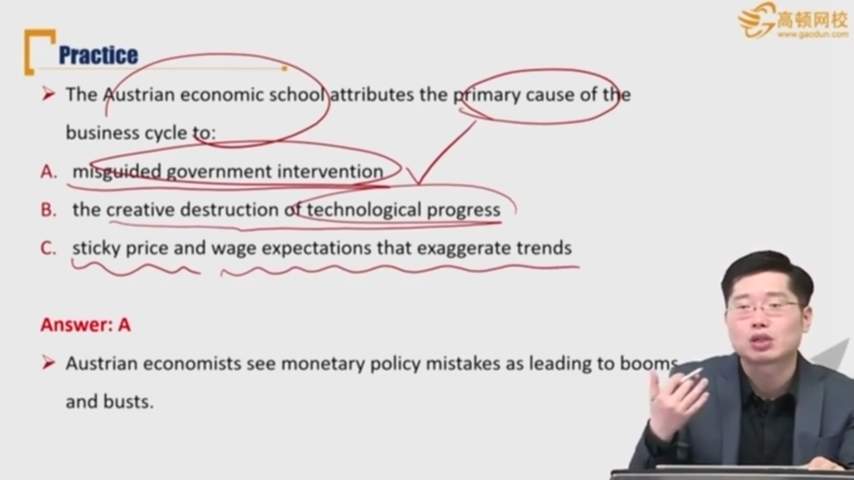 高顿网校
www.gaodun.com
Practice
The Austrian economic school attributes the primary cause of the
business cycle to:
A. misguided government intervention
B. the creative destruction of technological progress
C. sticky price and wage expectations that exaggerate trends
Answer: A
Austrian economists see monetary policy mistakes as leading to booms
and busts.